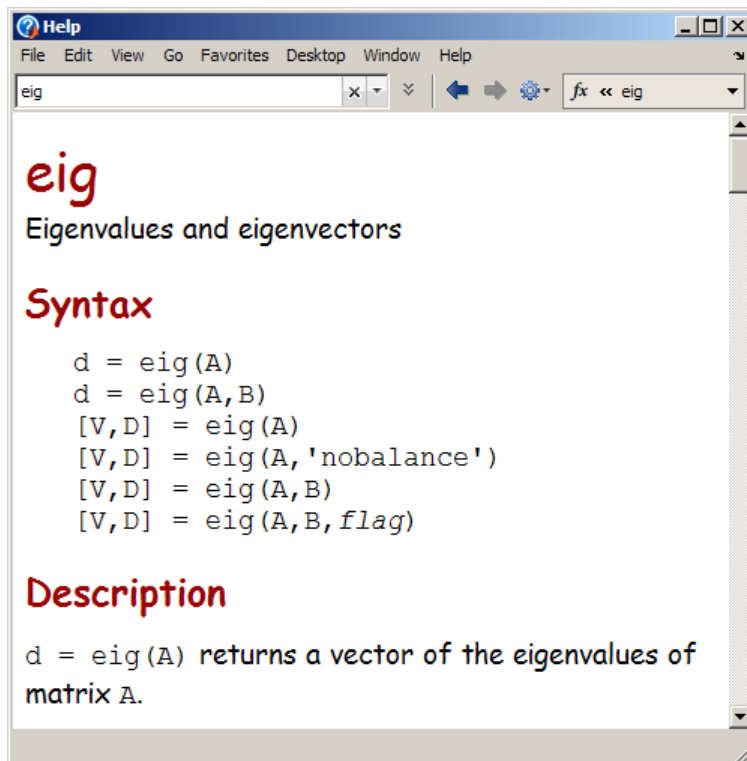 Help
File Edit View Go Favorites Desktop Window Help
eig fx « eig
eig
Eigenvalues and eigenvectors
Syntax
d = eig(A)
d = eig(A,B)
[V,D] = eig(A)
[V,D] = eig(A,'nobalance')
[V,D] = eig(A,B)
[V,D] = eig(A,B,flag)
Description
d = eig(A) returns a vector of the eigenvalues of
matrix A.